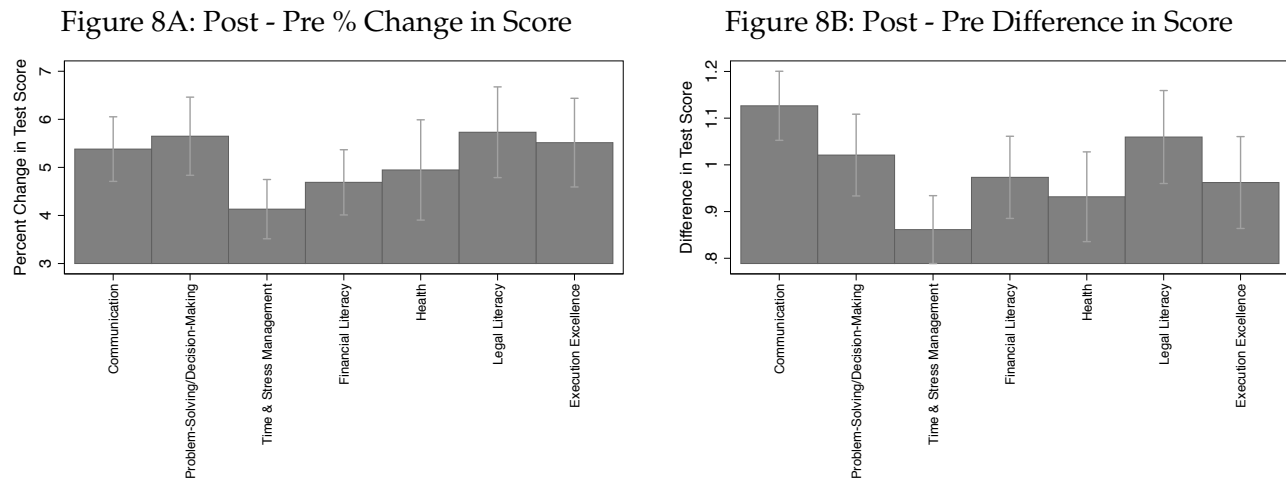 Figure 8A: Post - Pre % Change in Score
Percent Change in Test Score
7
6
5
4
3
Communication
Problem-Solving/Decision-Making
Time & Stress Management
Financial Literacy
Health
Legal Literacy
Execution Excellence
Figure 8B: Post - Pre Difference in Score
Difference in Test Score
1.2
1.1
1
.9
.8
Communication
Problem-Solving/Decision-Making
Time & Stress Management
Financial Literacy
Health
Legal Literacy
Execution Excellence